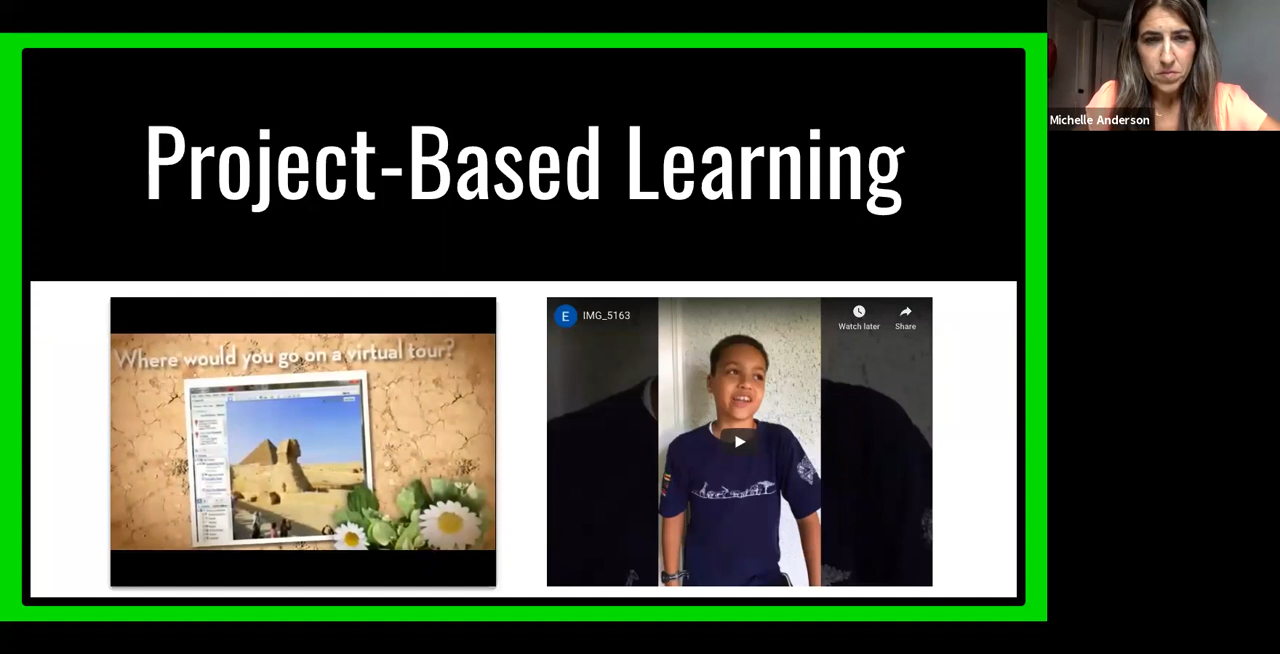 Project-Based Learning
Michelle Anderson
Where would you go on a virtual tour?
E
IMG_5163
Watch later
Share